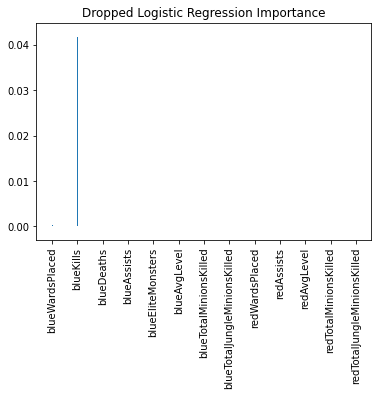 Dropped Logistic Regression Importance
0.04
0.03
0.02
0.01
0.00
blueWardsPlaced
blueKills
blueDeaths
blueAssists
blueEliteMonsters
blueAvgLevel
blueTotalMinionsKilled
blueTotalJungleMinionsKilled
redWardsPlaced
redAssists
redAvgLevel
redTotalMinionsKilled
redTotalJungleMinionsKilled